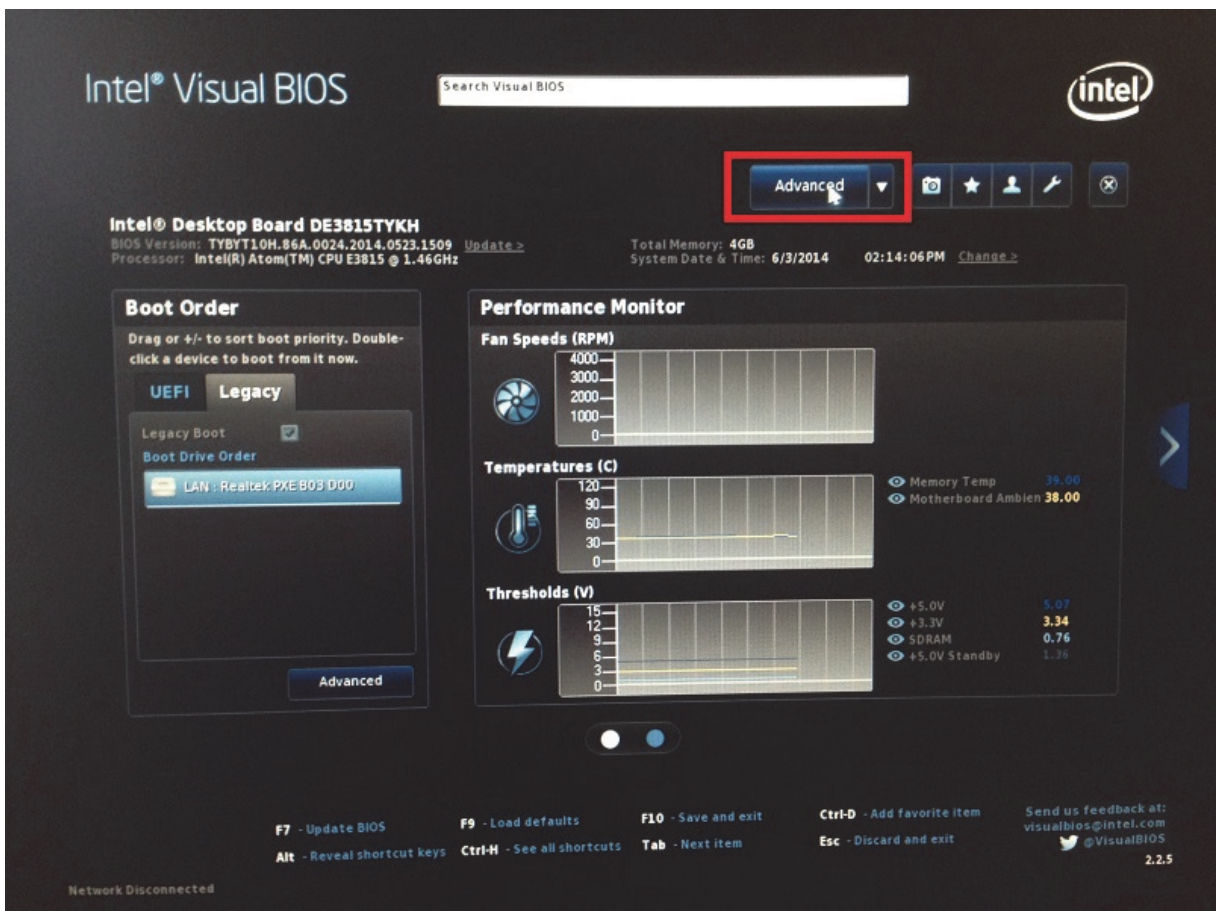 Intel® Visual BIOS
Search Visual BIOS
intel
Advanced
Intel® Desktop Board DE3815TYKH
BIOS Version: TYBYT10H.86A.0024.2014.0523.1509 Update >
Processor: Intel(R) Atom(TM) CPU E3815 @ 1.46GHz
Total Memory: 4GB
System Date & Time: 6/3/2014 02:14:06PM Change >
Boot Order
Drag or +/- to sort boot priority. Double-
click a device to boot from it now.
UEFI Legacy
Legacy Boot
Boot Drive Order
LAN : Realtek PXE B03 D00
Advanced
Performance Monitor
Fan Speeds (RPM)
4000
3000
2000
1000
0
Temperatures (C)
120
90
60
30
0
Memory Temp 39.00
Motherboard Ambien 38.00
Thresholds (V)
15
12
9
6
3
0
+5.0V 5.07
+3.3V 3.34
SDRAM 0.76
+5.0V Standby 1.36
F7 - Update BIOS
F9 - Load defaults
F10 - Save and exit
Ctrl-D - Add favorite item
Alt - Reveal shortcut keys
Ctrl-H - See all shortcuts
Tab - Next item
Esc - Discard and exit
Send us feedback at:
visualbios@intel.com
@VisualBIOS
2.2.5
Network Disconnected